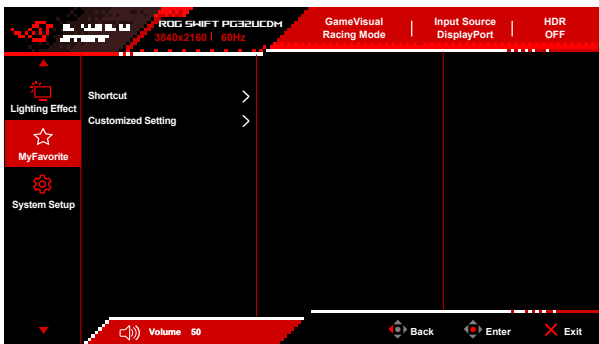 ROG SWIFT PG32UCDM
3840x2160 | 60Hz
GameVisual
Racing Mode
Input Source
DisplayPort
HDR
OFF
Lighting Effect
MyFavorite
System Setup
Shortcut
Customized Setting
Volume 50
Back
Enter
Exit